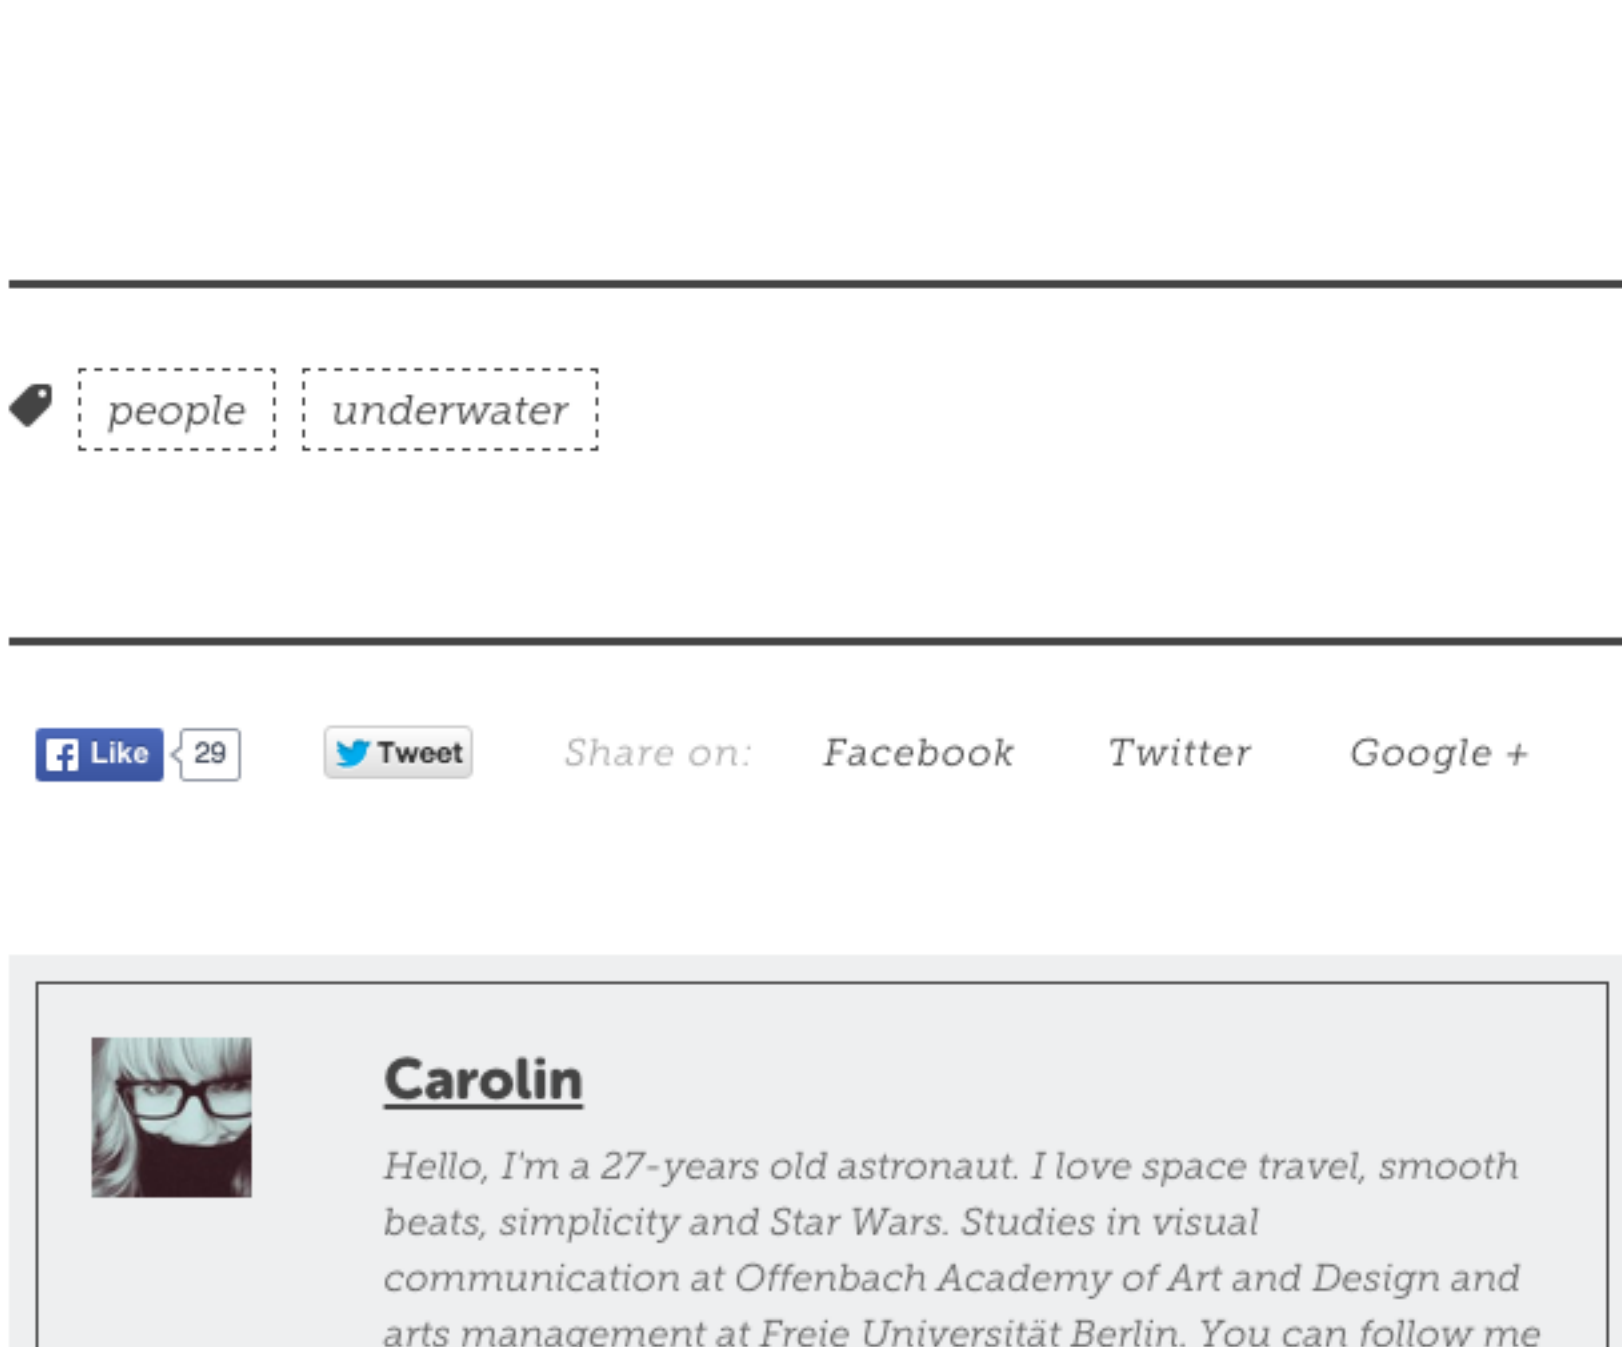 people underwater
Like 29 Tweet Share on: Facebook Twitter Google +
Carolin
Hello, I'm a 27-years old astronaut. I love space travel, smooth
beats, simplicity and Star Wars. Studies in visual
communication at Offenbach Academy of Art and Design and
arts management at Freie Universität Berlin. You can follow me